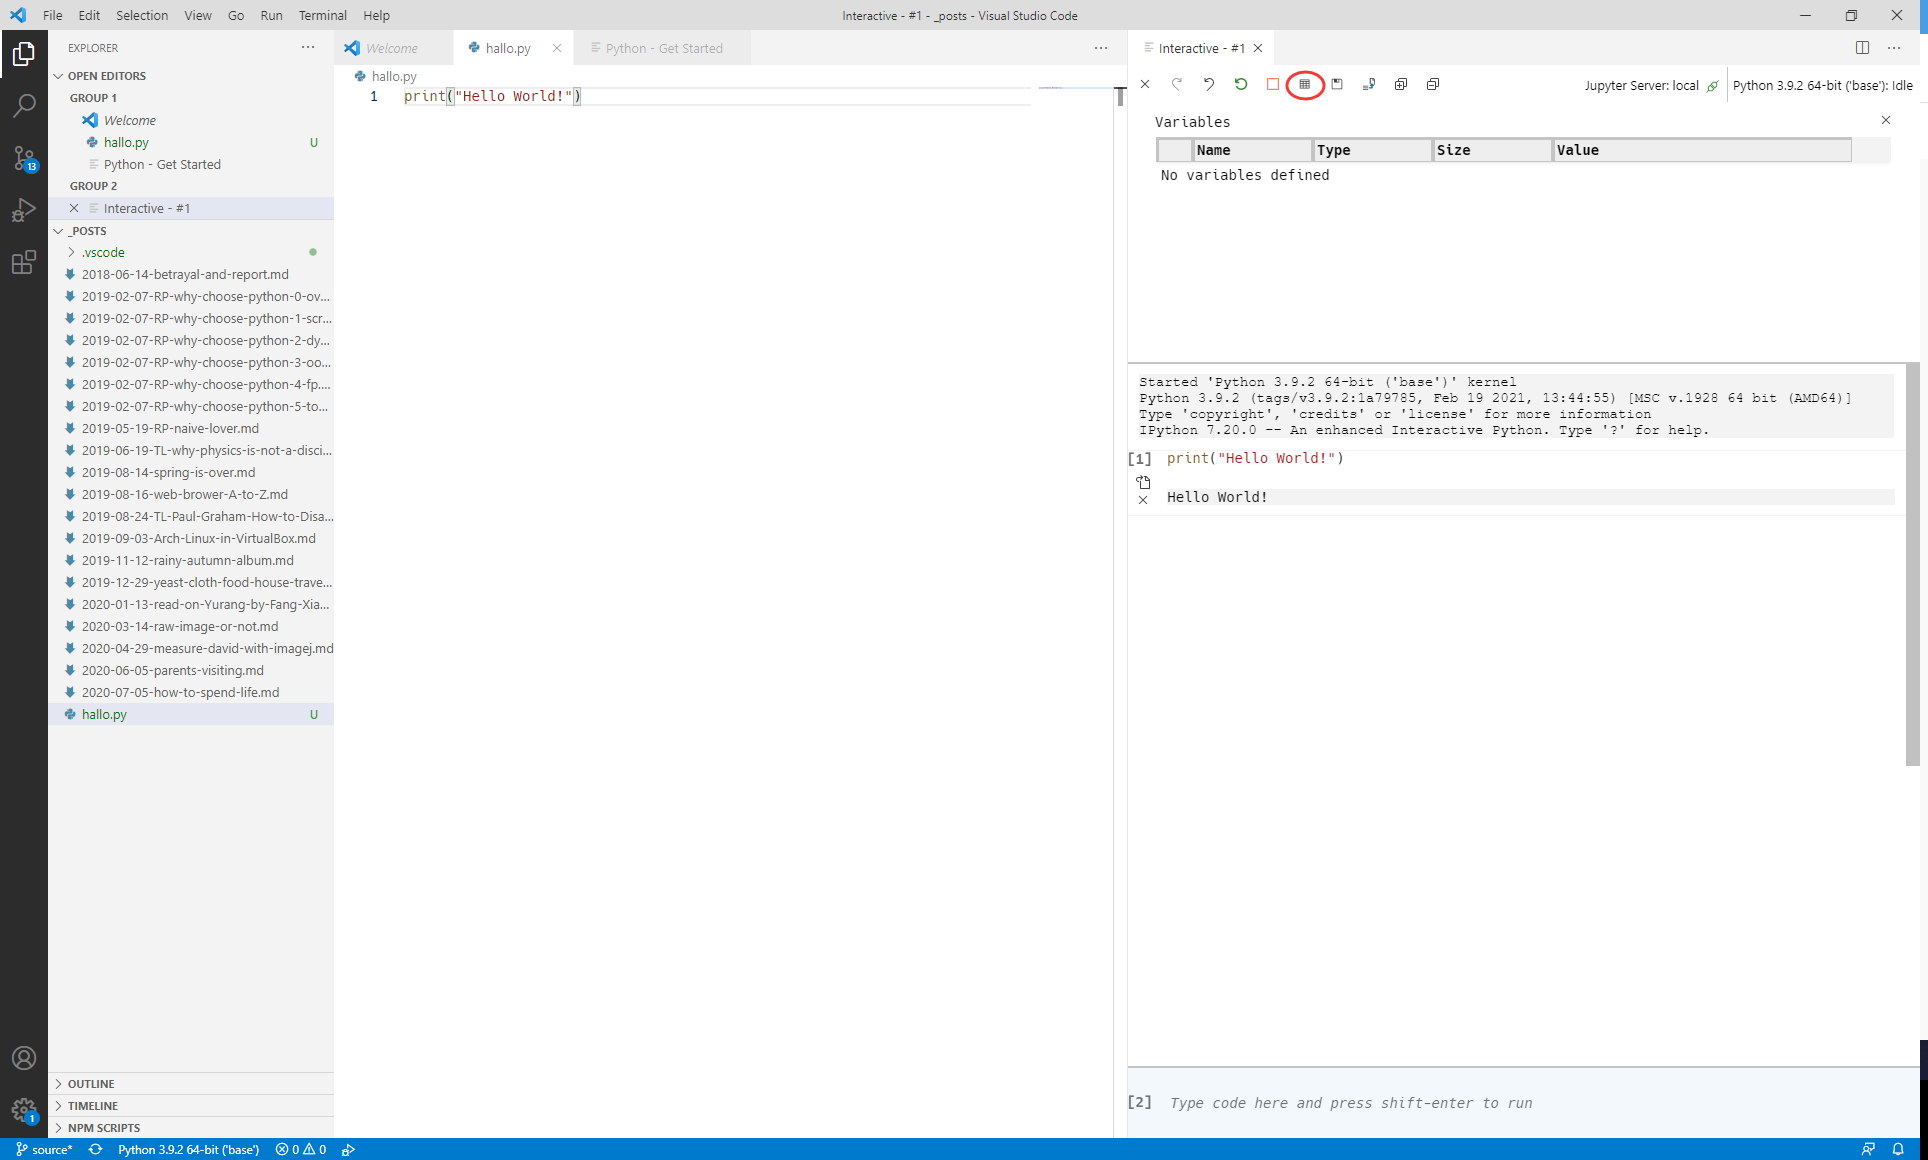 File Edit Selection View Go Run Terminal Help
Interactive - #1 - _posts - Visual Studio Code
EXPLORER
OPEN EDITORS
GROUP 1
Welcome
hallo.py U
Python - Get Started
GROUP 2
Interactive - #1
_POSTS
.vscode
2018-06-14-betrayal-and-report.md
2019-02-07-RP-why-choose-python-0-ov...
2019-02-07-RP-why-choose-python-1-scr...
2019-02-07-RP-why-choose-python-2-dy...
2019-02-07-RP-why-choose-python-3-oo...
2019-02-07-RP-why-choose-python-4-fp....
2019-02-07-RP-why-choose-python-5-to...
2019-05-19-RP-naive-lover.md
2019-06-19-TL-why-physics-is-not-a-disci...
2019-08-14-spring-is-over.md
2019-08-16-web-brower-A-to-Z.md
2019-08-24-TL-Paul-Graham-How-to-Disa...
2019-09-03-Arch-Linux-in-VirtualBox.md
2019-11-12-rainy-autumn-album.md
2019-12-29-yeast-cloth-food-house-trave...
2020-01-13-read-on-Yurang-by-Fang-Xia...
2020-03-14-raw-image-or-not.md
2020-04-29-measure-david-with-imagej.md
2020-06-05-parents-visiting.md
2020-07-05-how-to-spend-life.md
hallo.py U
OUTLINE
TIMELINE
NPM SCRIPTS
13
1
Welcome hallo.py Python - Get Started
hallo.py
1 print("Hello World!")
Interactive - #1
Jupyter Server: local Python 3.9.2 64-bit ('base'): Idle
Variables
Name Type Size Value
No variables defined
Started 'Python 3.9.2 64-bit ('base')' kernel
Python 3.9.2 (tags/v3.9.2:1a79785, Feb 19 2021, 13:44:55) [MSC v.1928 64 bit (AMD64)]
Type 'copyright', 'credits' or 'license' for more information
IPython 7.20.0 -- An enhanced Interactive Python. Type '?' for help.
[1] print("Hello World!")
Hello World!
[2] Type code here and press shift-enter to run
source* Python 3.9.2 64-bit ('base') 0 0